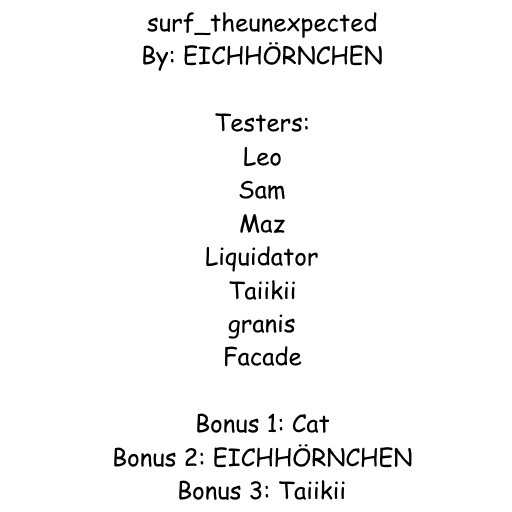 surf_theunexpected
By: EICHHÖRNCHEN
Testers:
Leo
Sam
Maz
Liquidator
Taiikii
granis
Facade
Bonus 1: Cat
Bonus 2: EICHHÖRNCHEN
Bonus 3: Taiikii